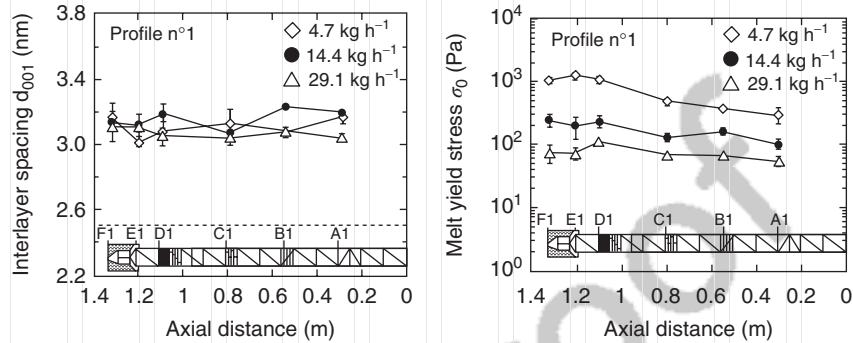 Profile n°1
4.7 kg h⁻¹
14.4 kg h⁻¹
29.1 kg h⁻¹
Interlayer spacing d₀₀₁ (nm)
3.8
3.4
3.0
2.6
2.2
F1 E1 D1 C1 B1 A1
1.4 1.2 1 0.8 0.6 0.4 0.2 0
Axial distance (m)
Profile n°1
4.7 kg h⁻¹
14.4 kg h⁻¹
29.1 kg h⁻¹
Melt yield stress σ₀ (Pa)
10⁴
10³
10²
10¹
10⁰
F1 E1 D1 C1 B1 A1
1.4 1.2 1 0.8 0.6 0.4 0.2 0
Axial distance (m)